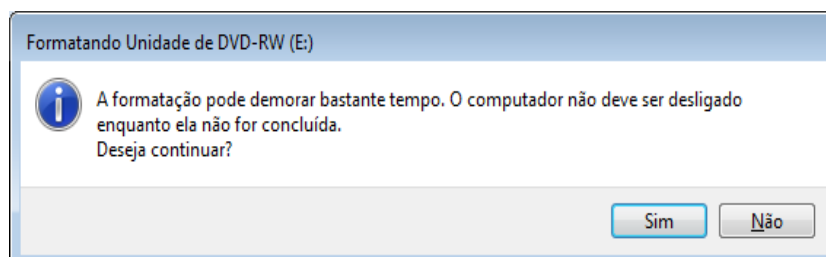 Formatando Unidade de DVD-RW (E:)
A formatação pode demorar bastante tempo. O computador não deve ser desligado
enquanto ela não for concluída.
Deseja continuar?
Sim
Não